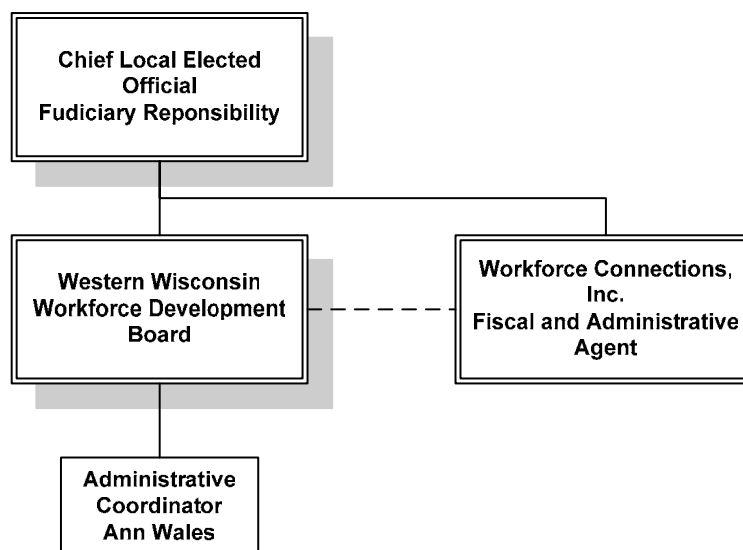 Chief Local Elected
Official
Fudiciary Reponsibility
Western Wisconsin
Workforce Development
Board
Workforce Connections,
Inc.
Fiscal and Administrative
Agent
Administrative
Coordinator
Ann Wales